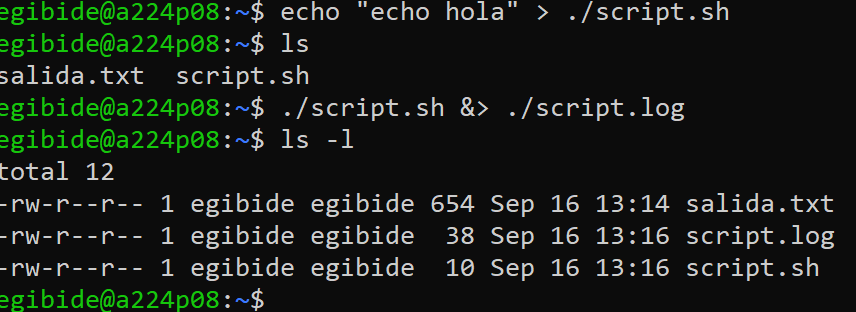 egibide@a224p08:~$ echo "echo hola" > ./script.sh
egibide@a224p08:~$ ls
salida.txt  script.sh
egibide@a224p08:~$ ./script.sh &> ./script.log
egibide@a224p08:~$ ls -l
total 12
-rw-r--r-- 1 egibide egibide 654 Sep 16 13:14 salida.txt
-rw-r--r-- 1 egibide egibide  38 Sep 16 13:16 script.log
-rw-r--r-- 1 egibide egibide  10 Sep 16 13:16 script.sh
egibide@a224p08:~$